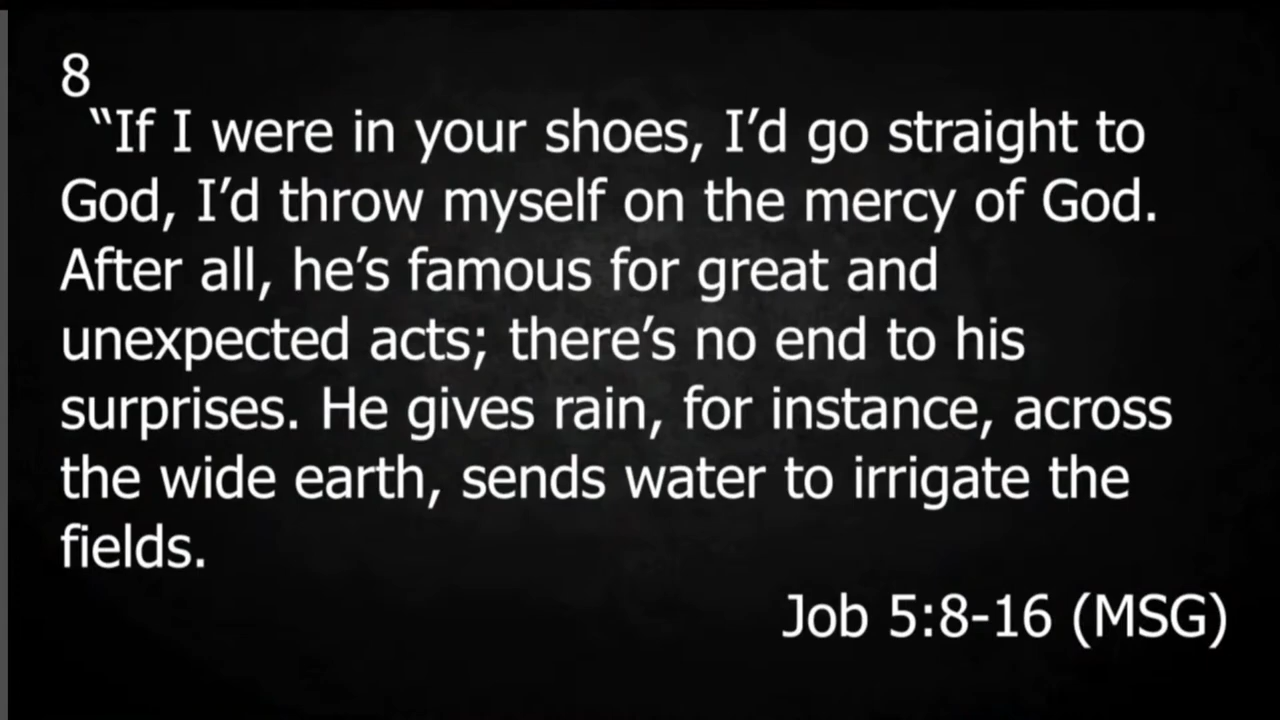 8
“If I were in your shoes, I’d go straight to
God, I’d throw myself on the mercy of God.
After all, he’s famous for great and
unexpected acts; there’s no end to his
surprises. He gives rain, for instance, across
the wide earth, sends water to irrigate the
fields.
Job 5:8-16 (MSG)